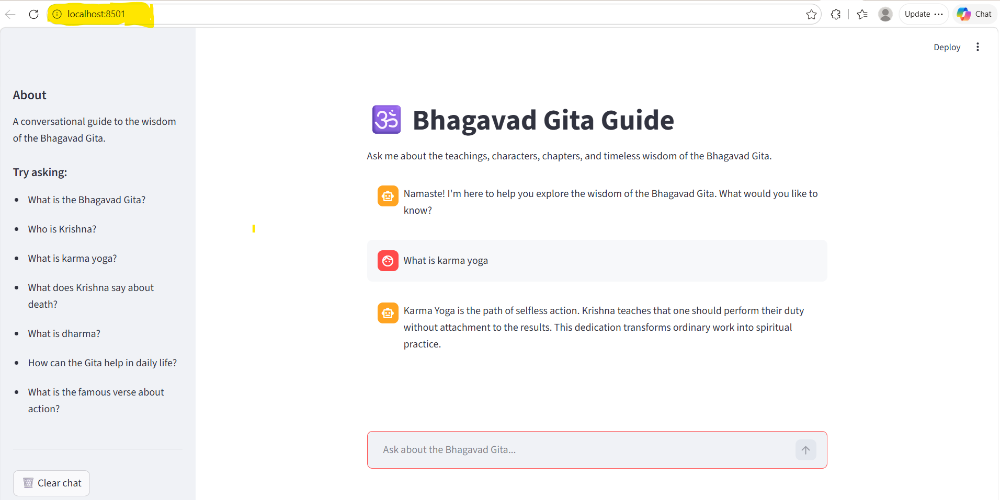 localhost:8501
Update
Chat
Deploy
About
A conversational guide to the wisdom
of the Bhagavad Gita.
Try asking:
What is the Bhagavad Gita?
Who is Krishna?
What is karma yoga?
What does Krishna say about
death?
What is dharma?
How can the Gita help in daily life?
What is the famous verse about
action?
Clear chat
🕉️ Bhagavad Gita Guide
Ask me about the teachings, characters, chapters, and timeless wisdom of the Bhagavad Gita.
Namaste! I'm here to help you explore the wisdom of the Bhagavad Gita. What would you like to
know?
What is karma yoga
Karma Yoga is the path of selfless action. Krishna teaches that one should perform their duty
without attachment to the results. This dedication transforms ordinary work into spiritual
practice.
Ask about the Bhagavad Gita...